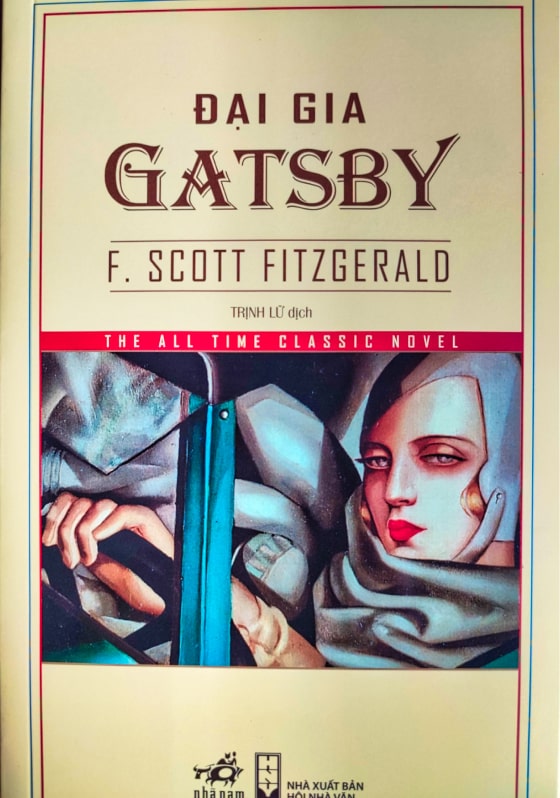 ĐẠI GIA
GATSBY
F. SCOTT FITZGERALD
TRỊNH LỮ dịch
THE ALL TIME CLASSIC NOVEL
nhã nam
NHÀ XUẤT BẢN
HỘI NHÀ VĂN